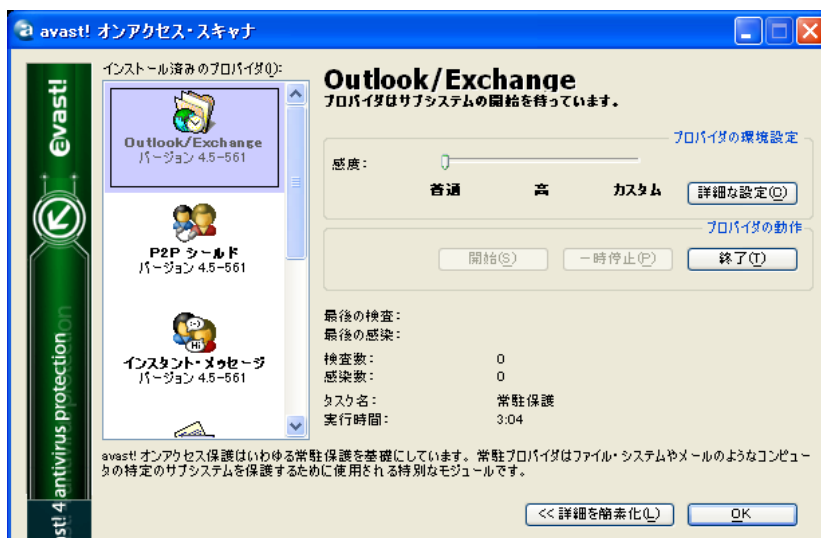 avast! オンアクセス・スキャナ
インストール済みのプロバイダ(I):
Outlook/Exchange
バージョン 4.5-561
P2P シールド
バージョン 4.5-561
インスタント・メッセージ
バージョン 4.5-561
Outlook/Exchange
プロバイダはサブシステムの開始を待っています。
プロバイダの環境設定
感度:
普通
高
カスタム
詳細な設定(C)
プロバイダの動作
開始(S)
一時停止(P)
終了(T)
最後の検査:
最後の感染:
検査数: 0
感染数: 0
タスク名: 常駐保護
実行時間: 3:04
avast! オンアクセス保護はいわゆる常駐保護を基礎にしています。常駐プロバイダはファイル・システムやメールのようなコンピュー
タの特定のサブシステムを保護するために使用される特別なモジュールです。
<< 詳細を簡素化(L)
OK
avast!
antivirus protection
ast! 4